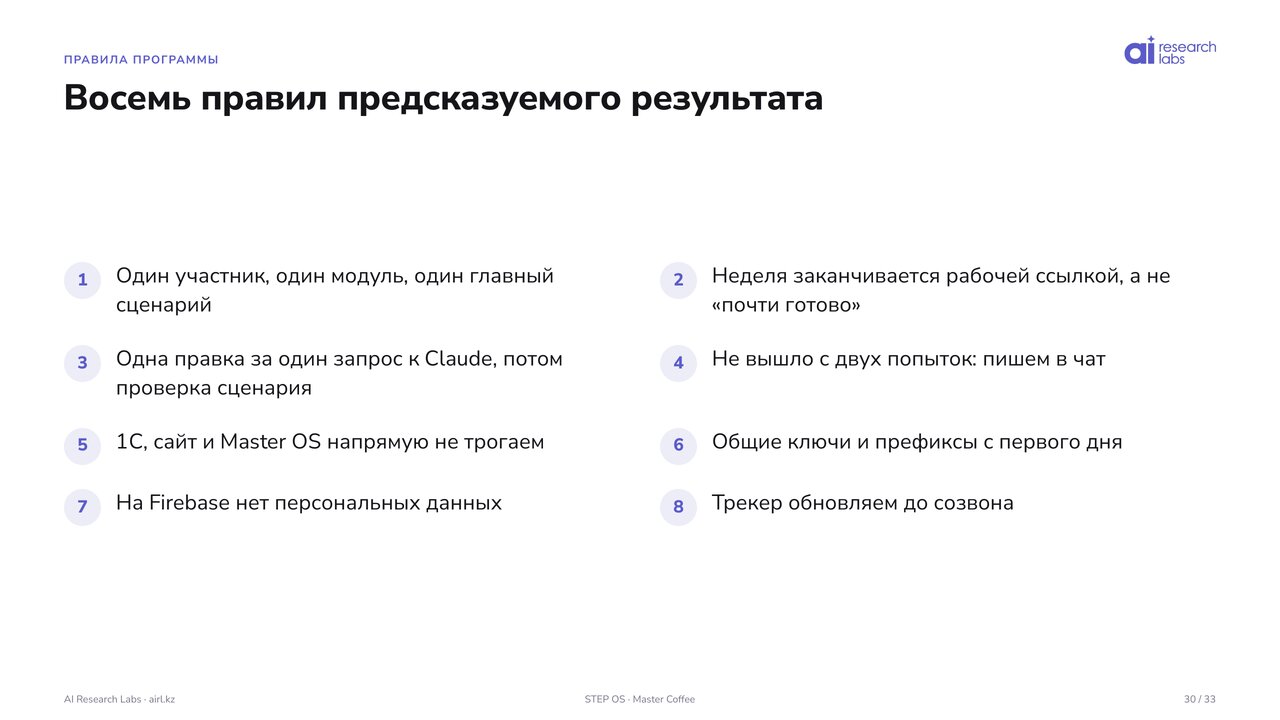 ПРАВИЛА ПРОГРАММЫ
ai research labs
Восемь правил предсказуемого результата
1 Один участник, один модуль, один главный
сценарий
2 Неделя заканчивается рабочей ссылкой, а не
«почти готово»
3 Одна правка за один запрос к Claude, потом
проверка сценария
4 Не вышло с двух попыток: пишем в чат
5 1С, сайт и Master OS напрямую не трогаем
6 Общие ключи и префиксы с первого дня
7 На Firebase нет персональных данных
8 Трекер обновляем до созвона
AI Research Labs · airl.kz
STEP OS · Master Coffee
30 / 33